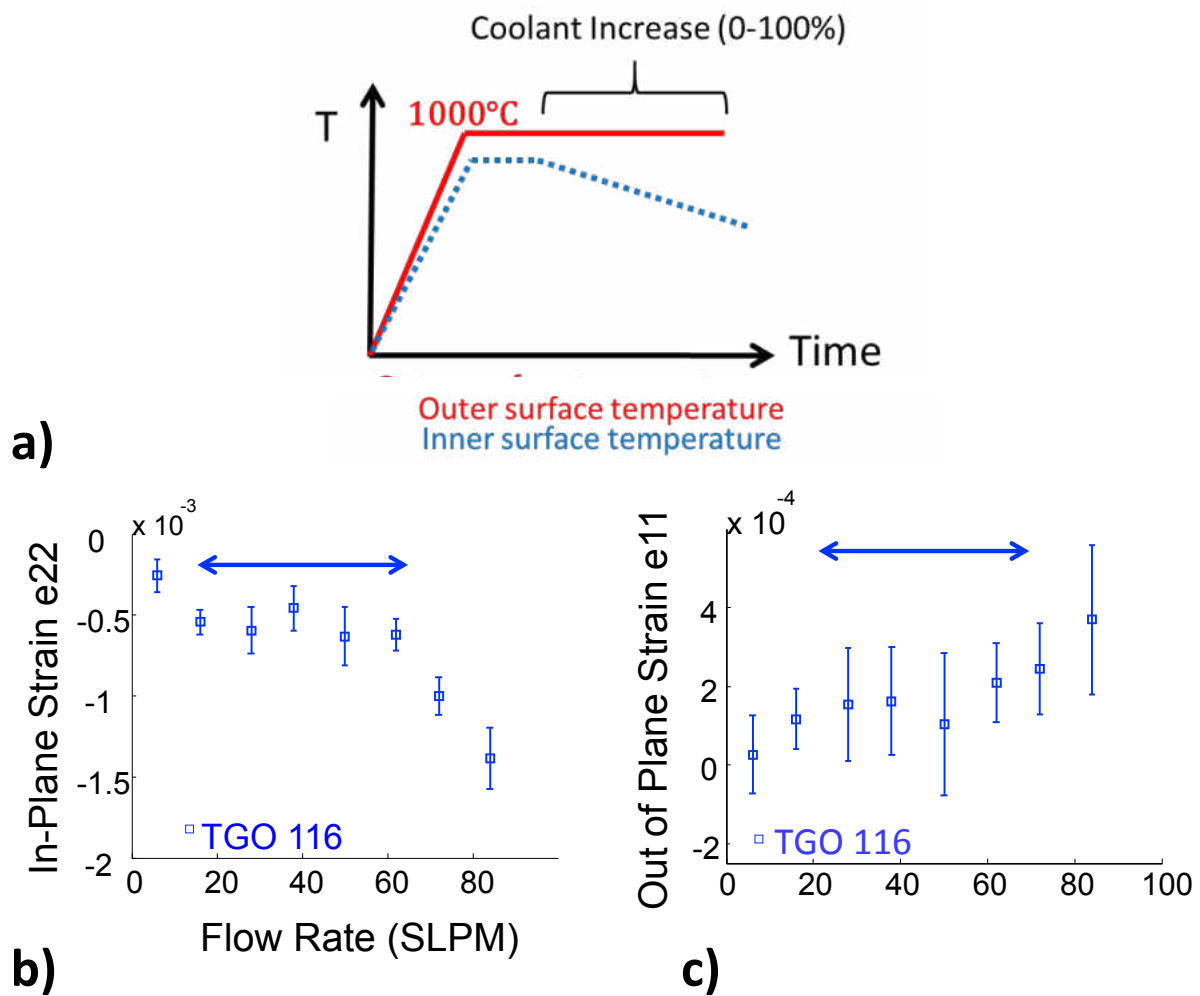 Coolant Increase (0-100%)
T
1000°C
Time
Outer surface temperature
Inner surface temperature
a)
x 10-3
In-Plane Strain e22
0
-0.5
-1
-1.5
-2
TGO 116
0
20
40
60
80
Flow Rate (SLPM)
b)
x 10-4
Out of Plane Strain e11
4
2
0
-2
TGO 116
0
20
40
60
80
100
c)